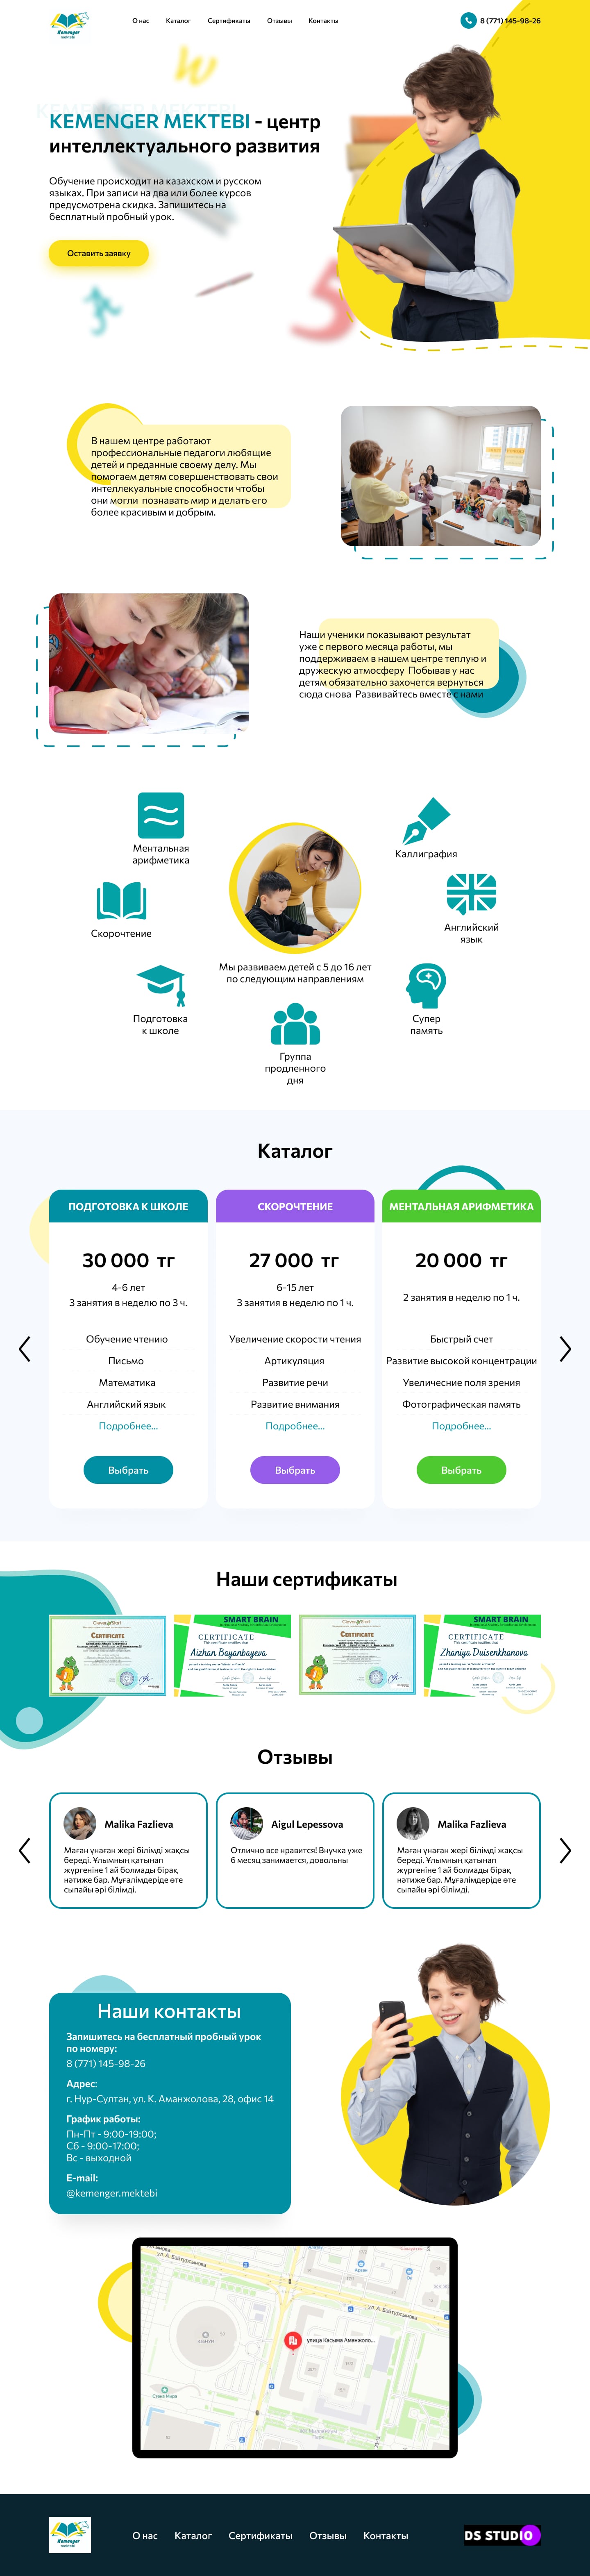 Kemenger
mektebi
О нас
Каталог
Сертификаты
Отзывы
Контакты
8 (771) 145-98-26
KEMENGER MEKTEBI
KEMENGER MEKTEBI - центр
интеллектуального развития
Обучение происходит на казахском и русском
языках. При записи на два или более курсов
предусмотрена скидка. Запишитесь на
бесплатный пробный урок.
Оставить заявку
В нашем центре работают
профессиональные педагоги любящие
детей и преданные своему делу. Мы
помогаем детям совершенствовать свои
интеллекуальные способности чтобы
они могли познавать мир и делать его
более красивым и добрым.
Наши ученики показывают результат
уже с первого месяца работы, мы
поддерживаем в нашем центре теплую и
дружескую атмосферу Побывав у нас
детям обязательно захочется вернуться
сюда снова Развивайтесь вместе с нами
Ментальная
арифметика
Каллиграфия
Скорочтение
Английский
язык
Мы развиваем детей с 5 до 16 лет
по следующим направлениям
Подготовка
к школе
Супер
память
Группа
продленного
дня
Каталог
ПОДГОТОВКА К ШКОЛЕ
30 000 тг
4-6 лет
3 занятия в неделю по 3 ч.
Обучение чтению
Письмо
Математика
Английский язык
Подробнее...
Выбрать
СКОРОЧТЕНИЕ
27 000 тг
6-15 лет
3 занятия в неделю по 1 ч.
Увеличение скорости чтения
Артикуляция
Развитие речи
Развитие внимания
Подробнее...
Выбрать
МЕНТАЛЬНАЯ АРИФМЕТИКА
20 000 тг
2 занятия в неделю по 1 ч.
Быстрый счет
Развитие высокой концентрации
Увеличесние поля зрения
Фотографическая память
Подробнее...
Выбрать
Наши сертификаты
CERTIFICATE
SMART BRAIN
CERTIFICATE
This certificate testifies that
Aizhan Bayanbayeva
CERTIFICATE
SMART BRAIN
CERTIFICATE
This certificate testifies that
Zhaniya Duisenkhanova
Отзывы
Malika Fazlieva
Маған ұнаған жері білімді жақсы
береді. Ұлымның қатынап
жүргеніне 1 ай болмады бірақ
нәтиже бар. Мұғалімдеріде өте
сыпайы әрі білімді.
Aigul Lepessova
Отлично все нравится! Внучка уже
6 месяц занимается, довольны
Malika Fazlieva
Маған ұнаған жері білімді жақсы
береді. Ұлымның қатынап
жүргеніне 1 ай болмады бірақ
нәтиже бар. Мұғалімдеріде өте
сыпайы әрі білімді.
Наши контакты
Запишитесь на бесплатный пробный урок
по номеру:
8 (771) 145-98-26
Адрес:
г. Нур-Султан, ул. К. Аманжолова, 28, офис 14
График работы:
Пн-Пт - 9:00-19:00;
Сб - 9:00-17:00;
Вс - выходной
E-mail:
@kemenger.mektebi
ул. А. Байтурсынова
ул. А. Байтурсынова
улица Касыма Аманжоло...
Kemenger
mektebi
О нас
Каталог
Сертификаты
Отзывы
Контакты
DS STUDIO